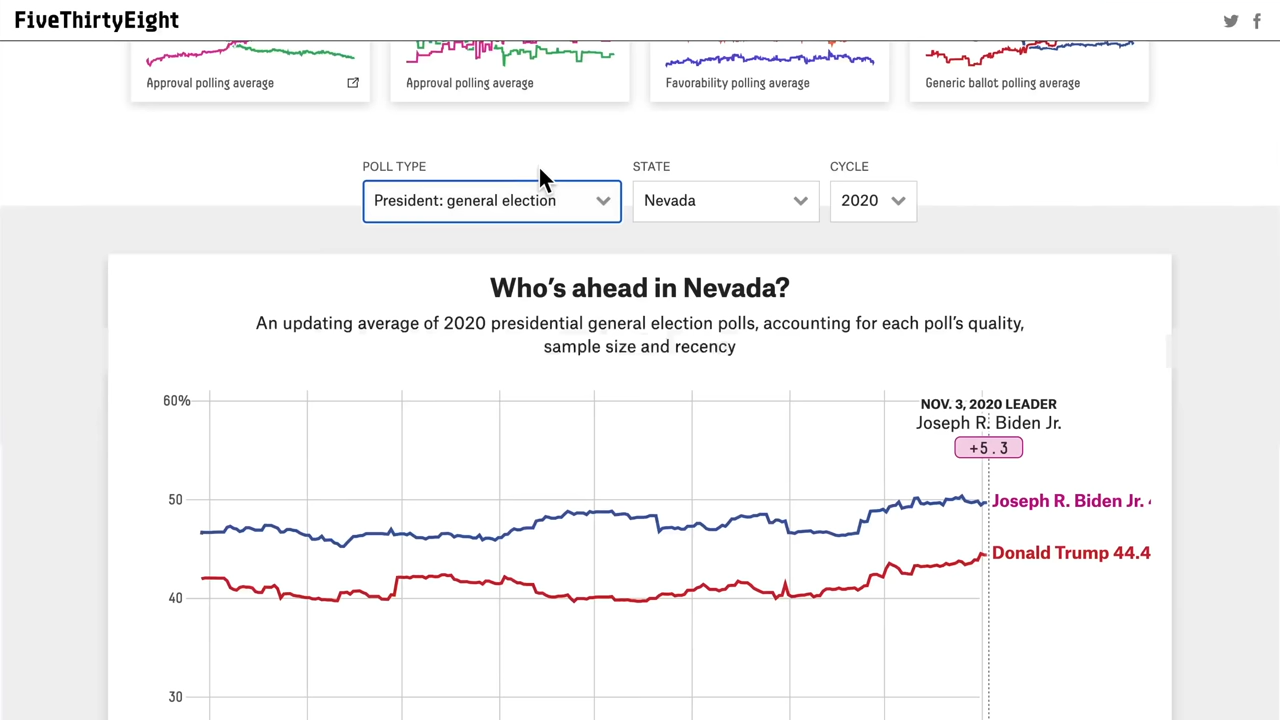 FiveThirtyEight
Approval polling average
Approval polling average
Favorability polling average
Generic ballot polling average
POLL TYPE
STATE
CYCLE
President: general election
Nevada
2020
Who's ahead in Nevada?
An updating average of 2020 presidential general election polls, accounting for each poll's quality,
sample size and recency
60%
NOV. 3, 2020 LEADER
Joseph R. Biden Jr.
+5.3
50
Joseph R. Biden Jr.
Donald Trump 44.4
40
30